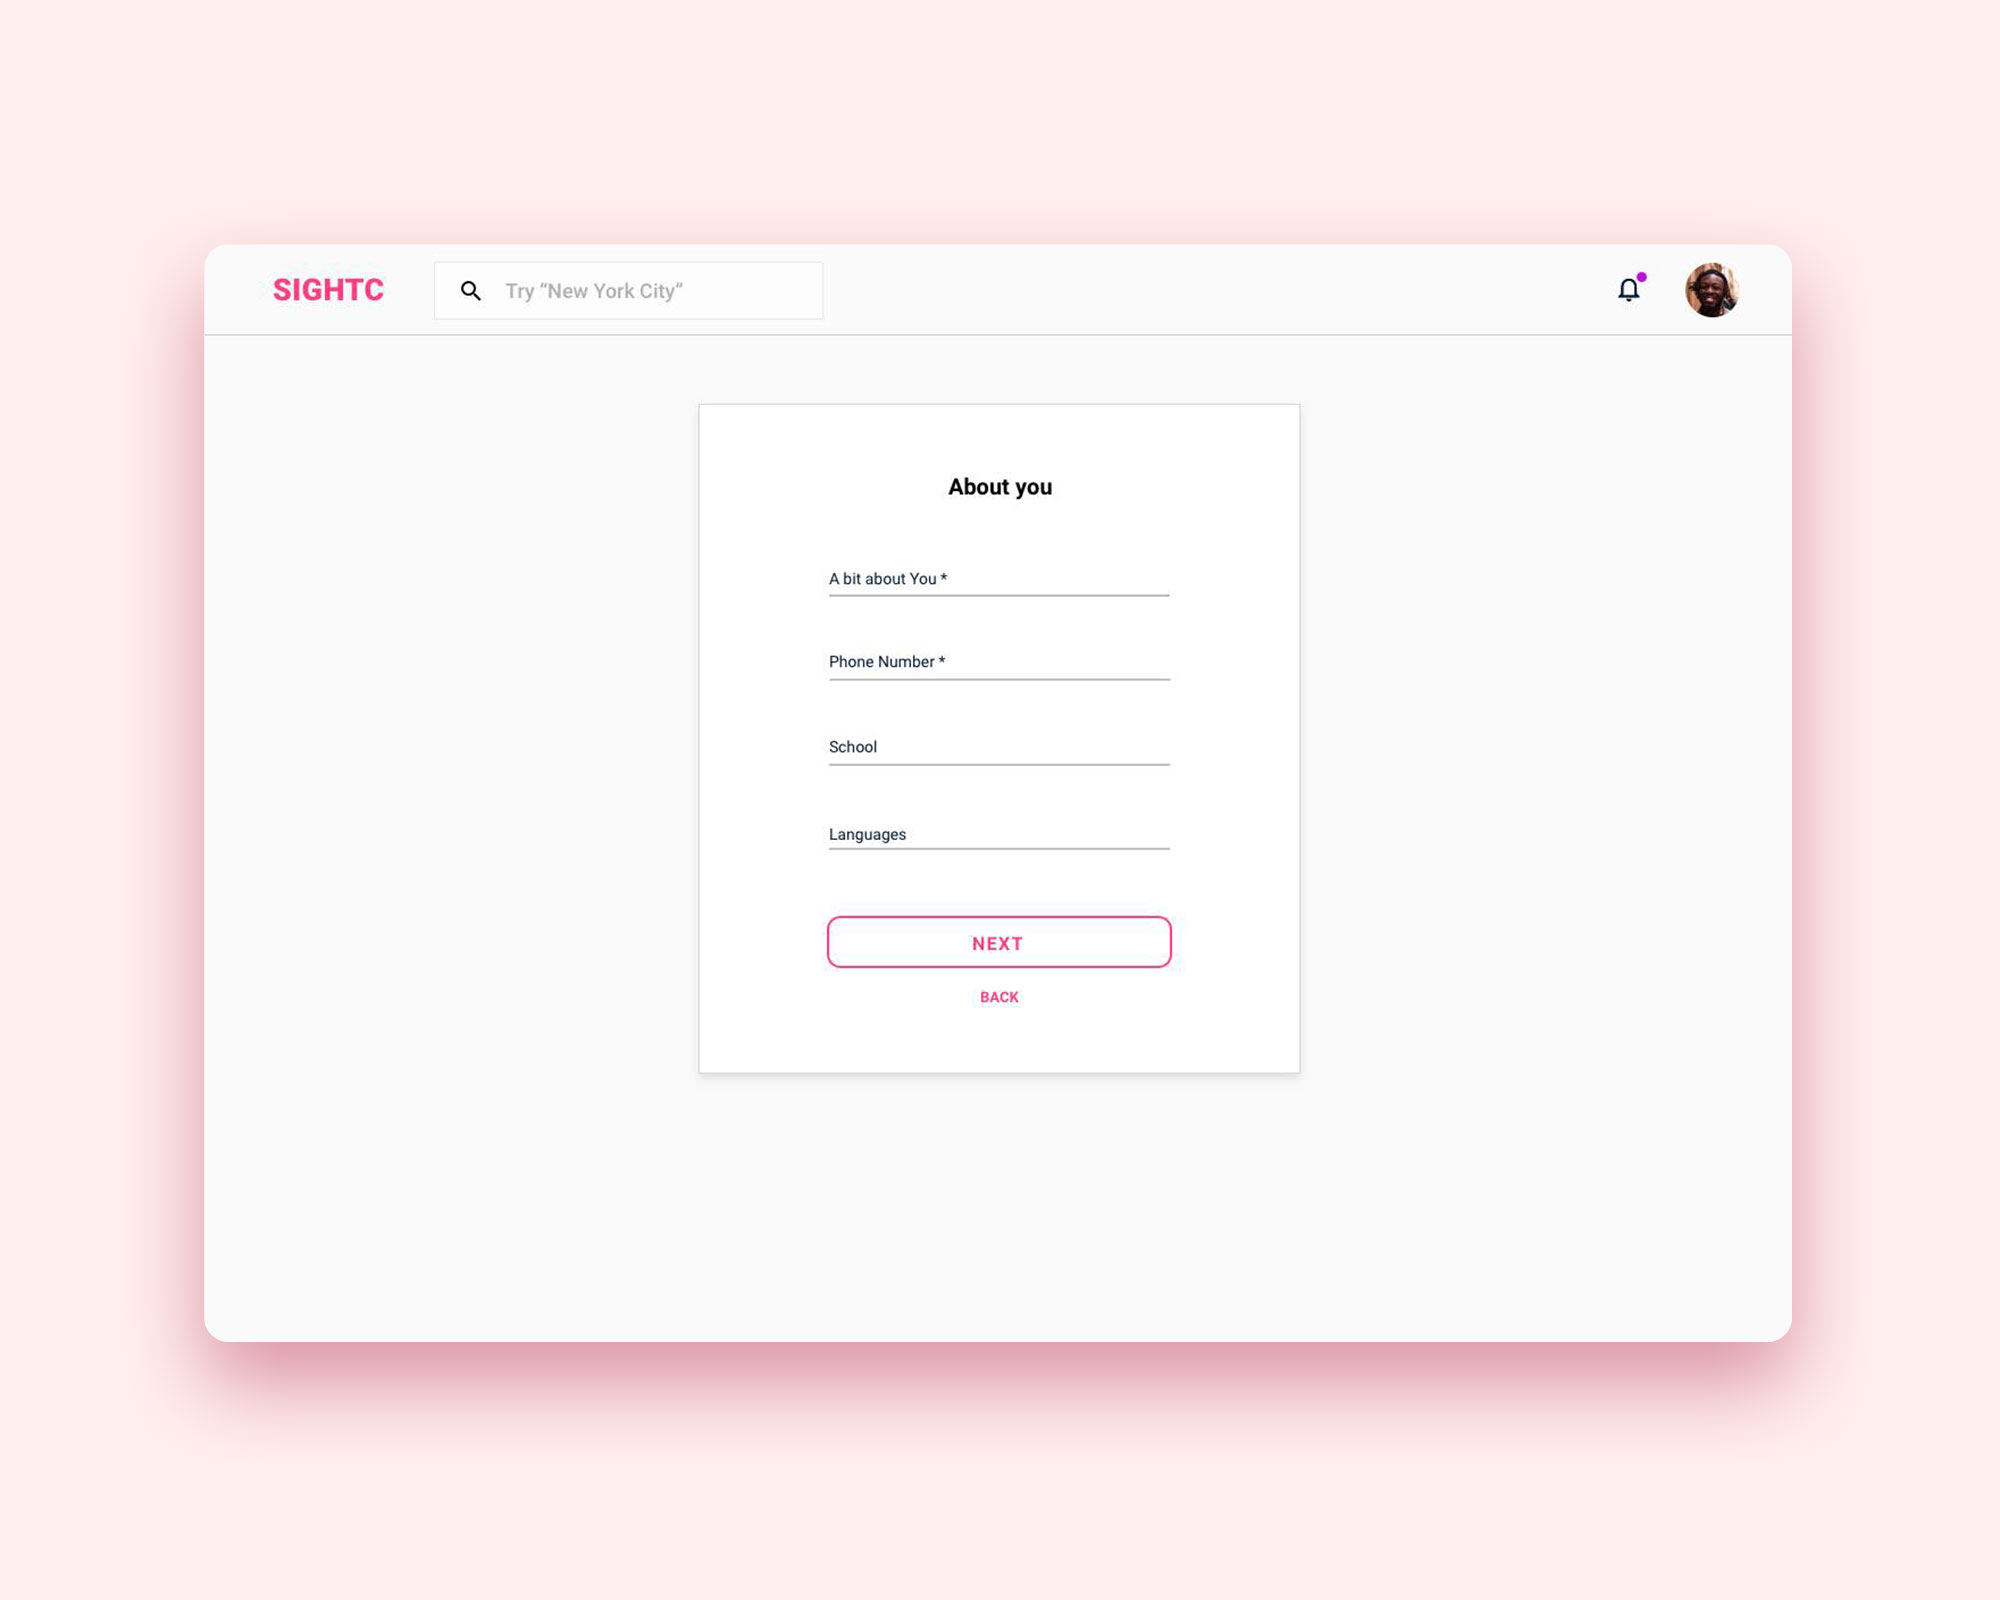 SIGHTC
Try “New York City”
About you
A bit about You *
Phone Number *
School
Languages
NEXT
BACK